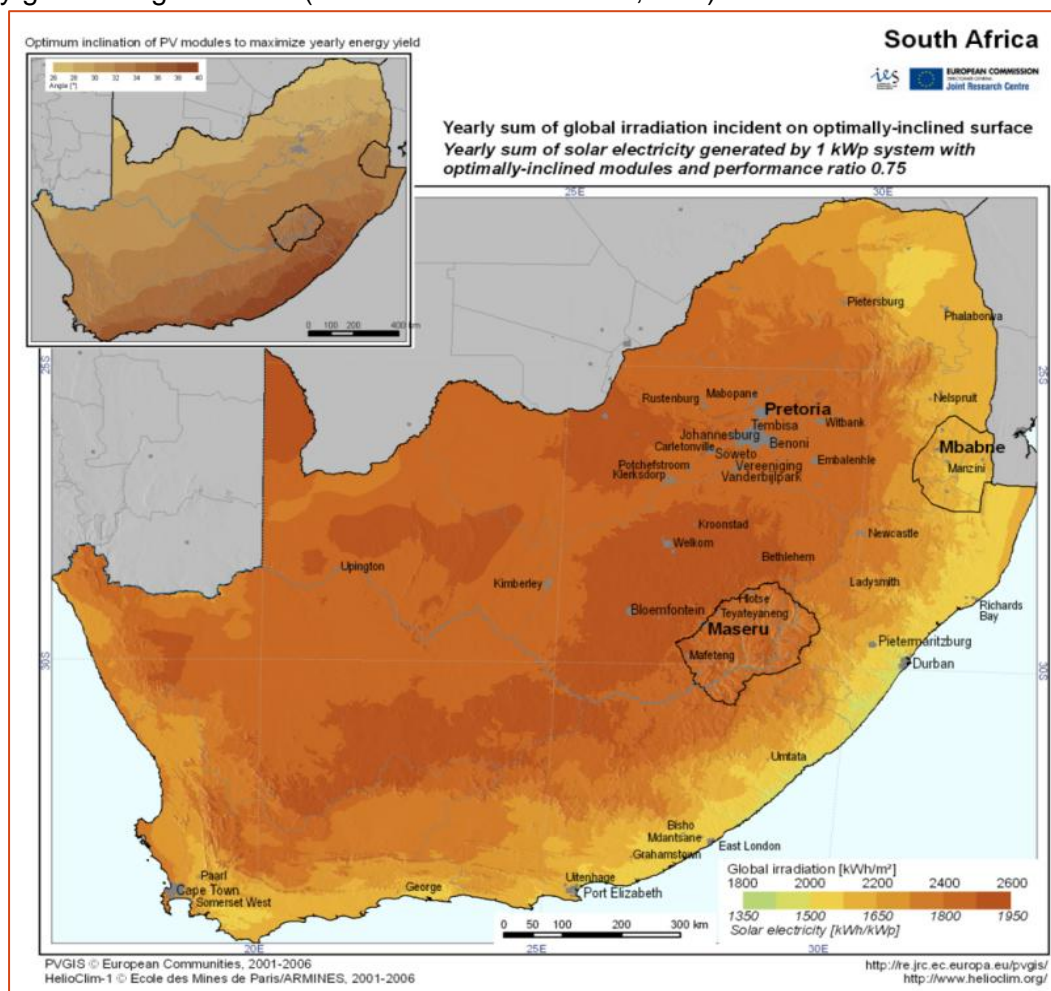 Optimum inclination of PV modules to maximize yearly energy yield
26 28 30 32 34 36 38 40
Angle [°]
0 100 200 400 km
South Africa
ies
EUROPEAN COMMISSION
Joint Research Centre
Yearly sum of global irradiation incident on optimally-inclined surface
Yearly sum of solar electricity generated by 1 kWp system with
optimally-inclined modules and performance ratio 0.75
25E 30E
Pietersburg
Phalaborwa
25S 25S
Rustenburg
Mabopane
Nelspruit
Pretoria
Tembisa
Witbank
Johannesburg
Benoni
Mbabne
Carletonville
Soweto
Embalenhle
Potchefstroom
Vereeniging
Manzini
Klerksdorp
Vanderbijlpark
Kroonstad
Newcastle
Welkom
Bethlehem
Upington
Kimberley
Ladysmith
Hlotse
Bloemfontein
Teyateyaneng
Richards
Bay
Maseru
Pietermaritzburg
Mafeteng
Durban
30S 30S
Umtata
Bisho
Mdantsane
East London
Grahamstown
Paarl
Uitenhage
Cape Town
George
Port Elizabeth
Somerset West
Global irradiation [kWh/m²]
1800 2000 2200 2400 2600
1350 1500 1650 1800 1950
Solar electricity [kWh/kWp]
0 50 100 200 300 km
20E 25E 30E
PVGIS © European Communities, 2001-2006
HelioClim-1 © Ecole des Mines de Paris/ARMINES, 2001-2006
http://re.jrc.ec.europa.eu/pvgis/
http://www.helioclim.org/